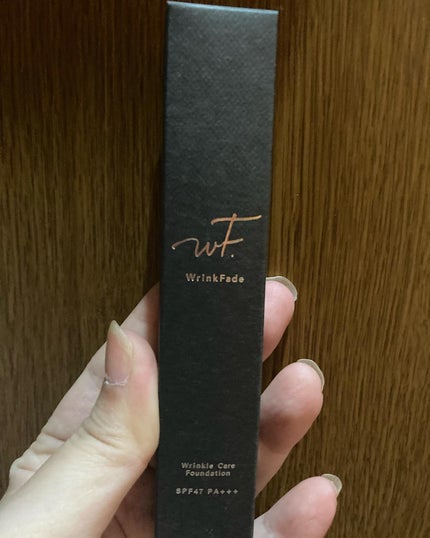 wF.
WrinkFade
Wrinkle Care
Foundation
SPF47 PA+++